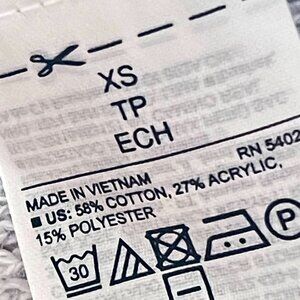 XS
TP
ECH
RN 5402
MADE IN VIETNAM
■ US: 58% COTTON, 27% ACRYLIC,
15% POLYESTER
30
P